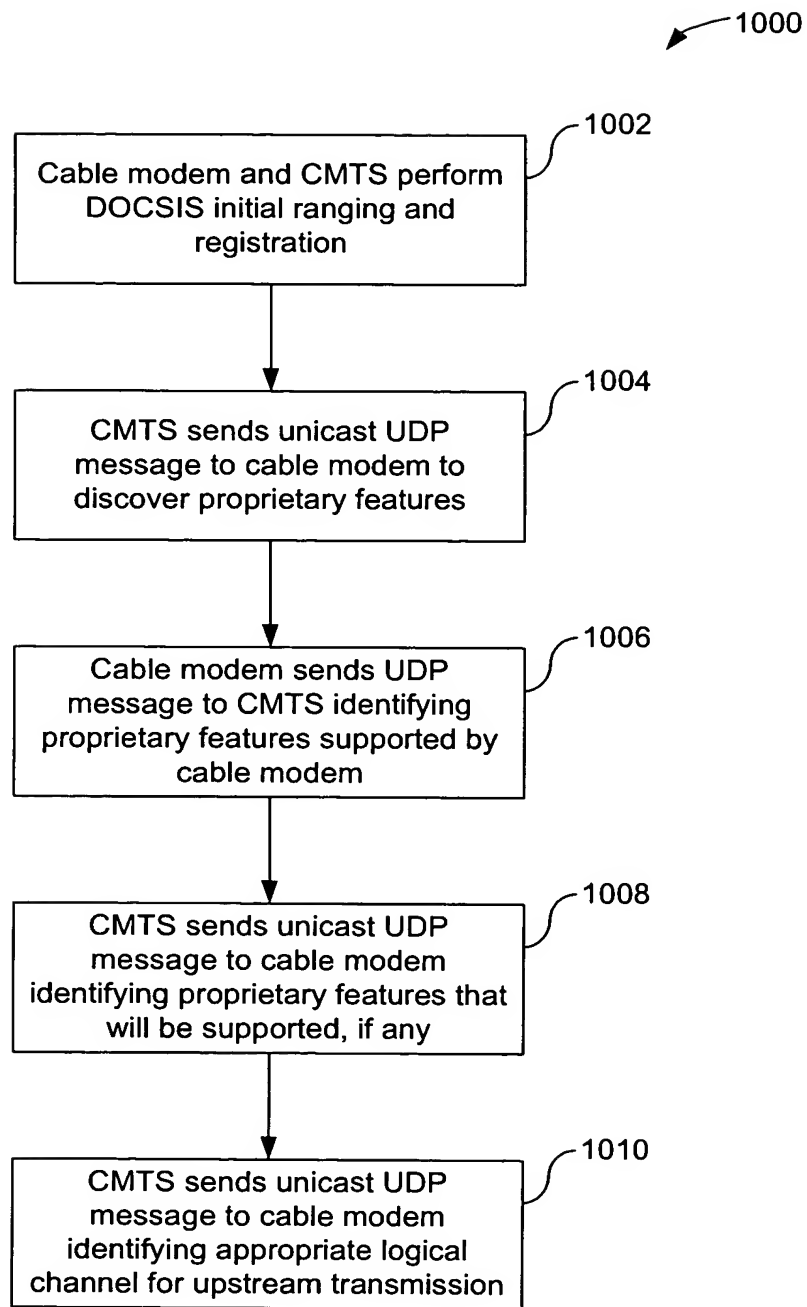 1000
1002
Cable modem and CMTS perform
DOCSIS initial ranging and
registration
1004
CMTS sends unicast UDP
message to cable modem to
discover proprietary features
1006
Cable modem sends UDP
message to CMTS identifying
proprietary features supported by
cable modem
1008
CMTS sends unicast UDP
message to cable modem
identifying proprietary features that
will be supported, if any
1010
CMTS sends unicast UDP
message to cable modem
identifying appropriate logical
channel for upstream transmission